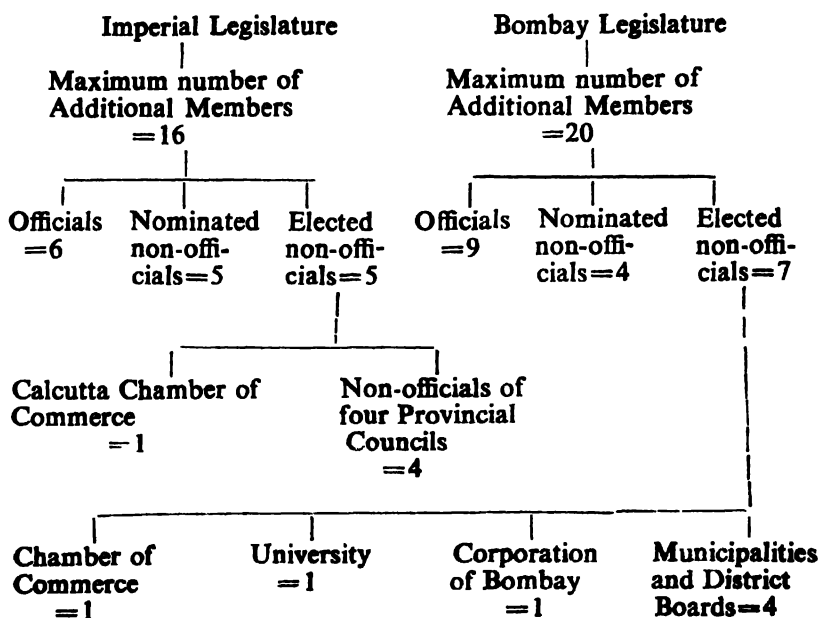 Imperial Legislature
Maximum number of
Additional Members
=16
Officials
=6
Nominated
non-offi-
cials=5
Elected
non-offi-
cials=5
Calcutta Chamber of
Commerce
=1
Non-officials of
four Provincial
Councils
=4
Bombay Legislature
Maximum number of
Additional Members
=20
Officials
=9
Nominated
non-offi-
cials=4
Elected
non-offi-
cials=7
Chamber of
Commerce
=1
University
=1
Corporation
of Bombay
=1
Municipalities
and District
Boards=4